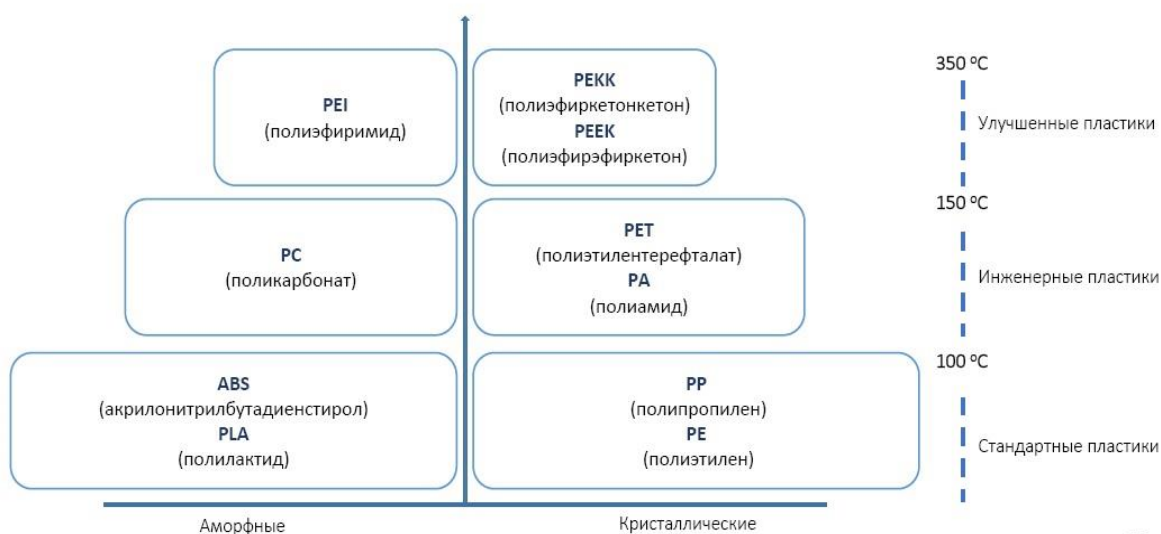 350 ºC
PEI
(полиэфиримид)
PEKK
(полиэфиркетонкетон)
PEEK
(полиэфирэфиркетон)
Улучшенные пластики
150 ºC
PC
(поликарбонат)
PET
(полиэтилентерефталат)
PA
(полиамид)
Инженерные пластики
100 ºC
ABS
(акрилонитрилбутадиенстирол)
PLA
(полилактид)
PP
(полипропилен)
PE
(полиэтилен)
Стандартные пластики
Аморфные
Кристаллические